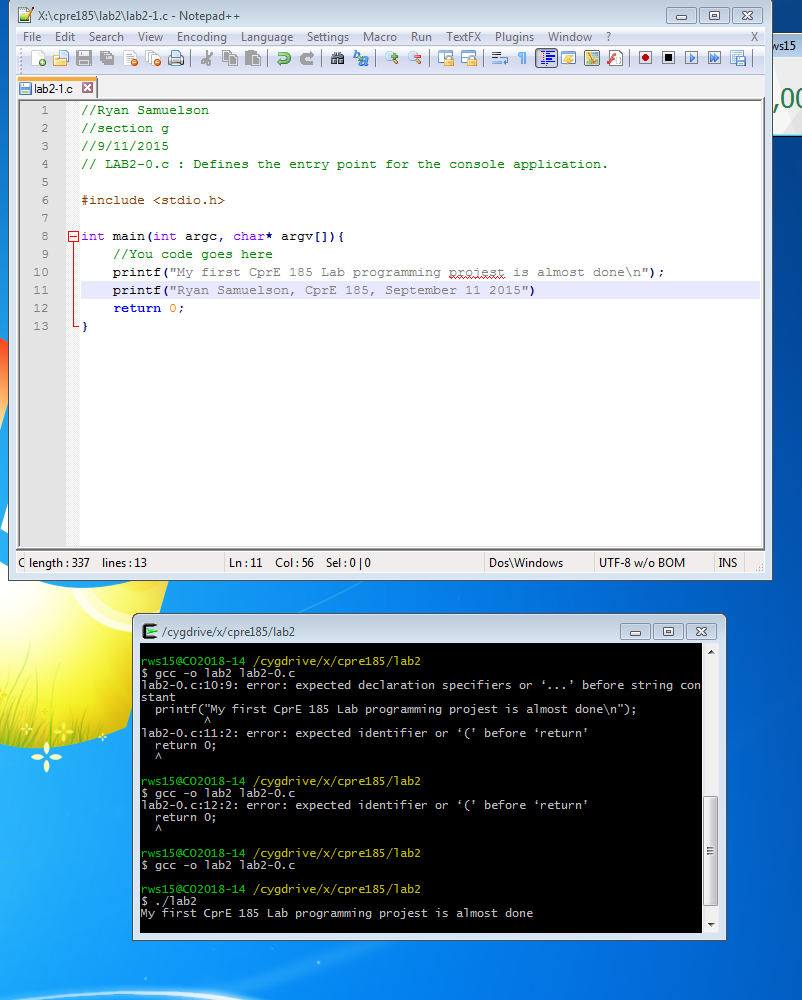 X:\cpre185\lab2\lab2-1.c - Notepad++
File Edit Search View Encoding Language Settings Macro Run TextFX Plugins Window ? X
ws15
lab2-1.c
1 //Ryan Samuelson
2 //section g
3 //9/11/2015
4 // LAB2-0.c : Defines the entry point for the console application.
5
6 #include <stdio.h>
7
8 int main(int argc, char* argv[]){
9 //You code goes here
10 printf("My first CprE 185 Lab programming projest is almost done\n");
11 printf("Ryan Samuelson, CprE 185, September 11 2015")
12 return 0;
13 }
,00
C length : 337 lines : 13 Ln : 11 Col : 56 Sel : 0 | 0 Dos\Windows UTF-8 w/o BOM INS
/cygdrive/x/cpre185/lab2
rws15@CO2018-14 /cygdrive/x/cpre185/lab2
$ gcc -o lab2 lab2-0.c
lab2-0.c:10:9: error: expected declaration specifiers or ‘...’ before string con
stant
printf("My first CprE 185 Lab programming projest is almost done\n");
^
lab2-0.c:11:2: error: expected identifier or ‘(’ before ‘return’
return 0;
^
rws15@CO2018-14 /cygdrive/x/cpre185/lab2
$ gcc -o lab2 lab2-0.c
lab2-0.c:12:2: error: expected identifier or ‘(’ before ‘return’
return 0;
^
rws15@CO2018-14 /cygdrive/x/cpre185/lab2
$ gcc -o lab2 lab2-0.c
rws15@CO2018-14 /cygdrive/x/cpre185/lab2
$ ./lab2
My first CprE 185 Lab programming projest is almost done